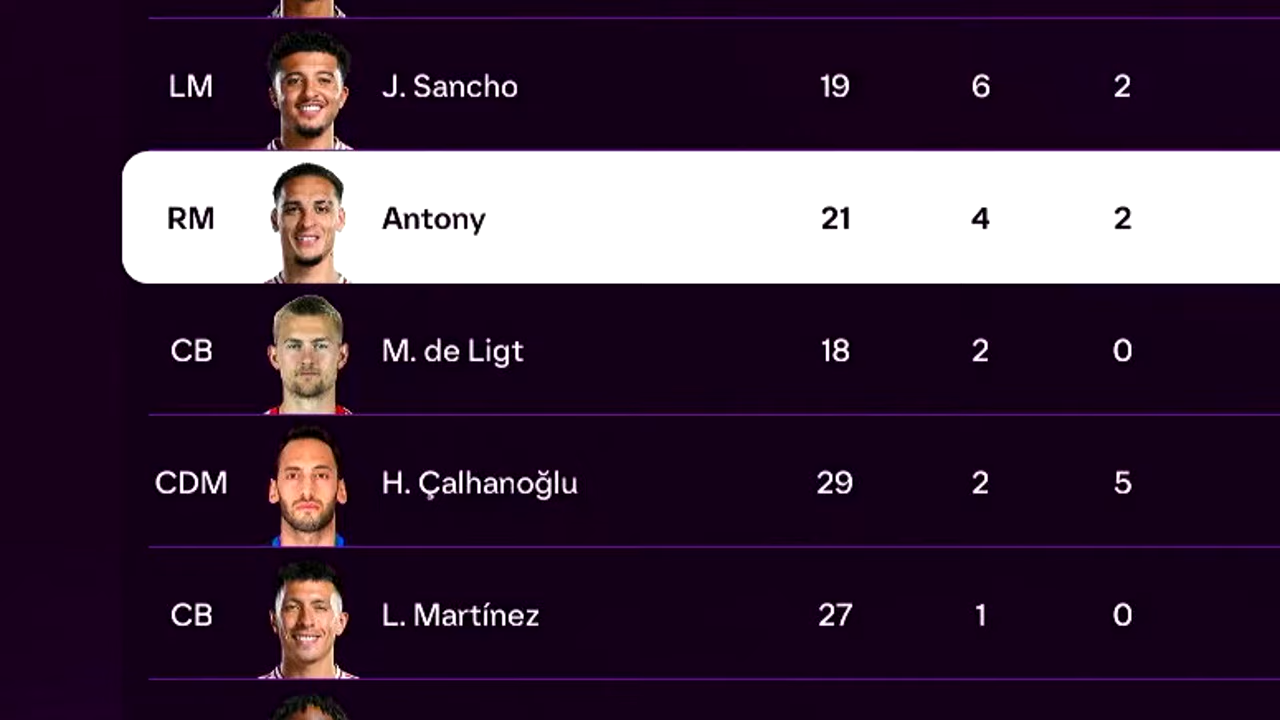 LM J. Sancho 19 6 2
RM Antony 21 4 2
CB M. de Ligt 18 2 0
CDM H. Çalhanoğlu 29 2 5
CB L. Martínez 27 1 0